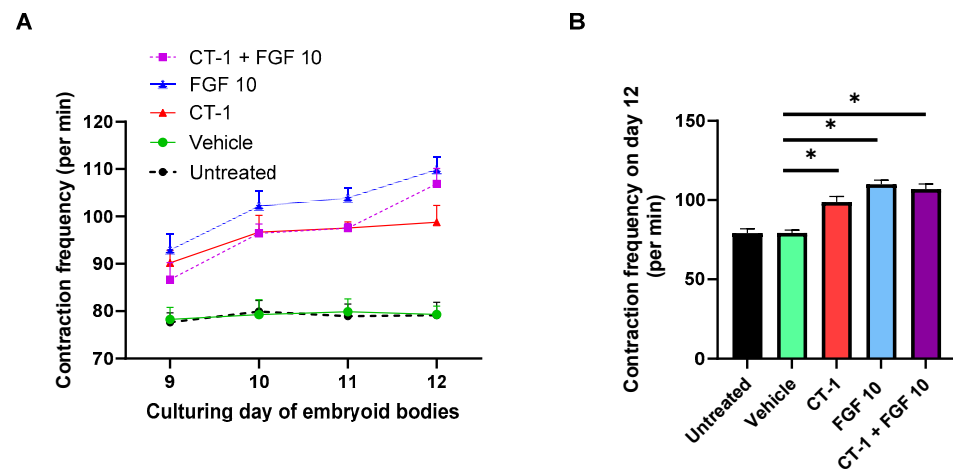 A
CT-1 + FGF 10
FGF 10
CT-1
Vehicle
Untreated
Contraction frequency (per min)
120
110
100
90
80
70
9 10 11 12
Culturing day of embryoid bodies
B
Contraction frequency on day 12
(per min)
150
100
50
0
*
*
*
Untreated
Vehicle
CT-1
FGF 10
CT-1 + FGF 10